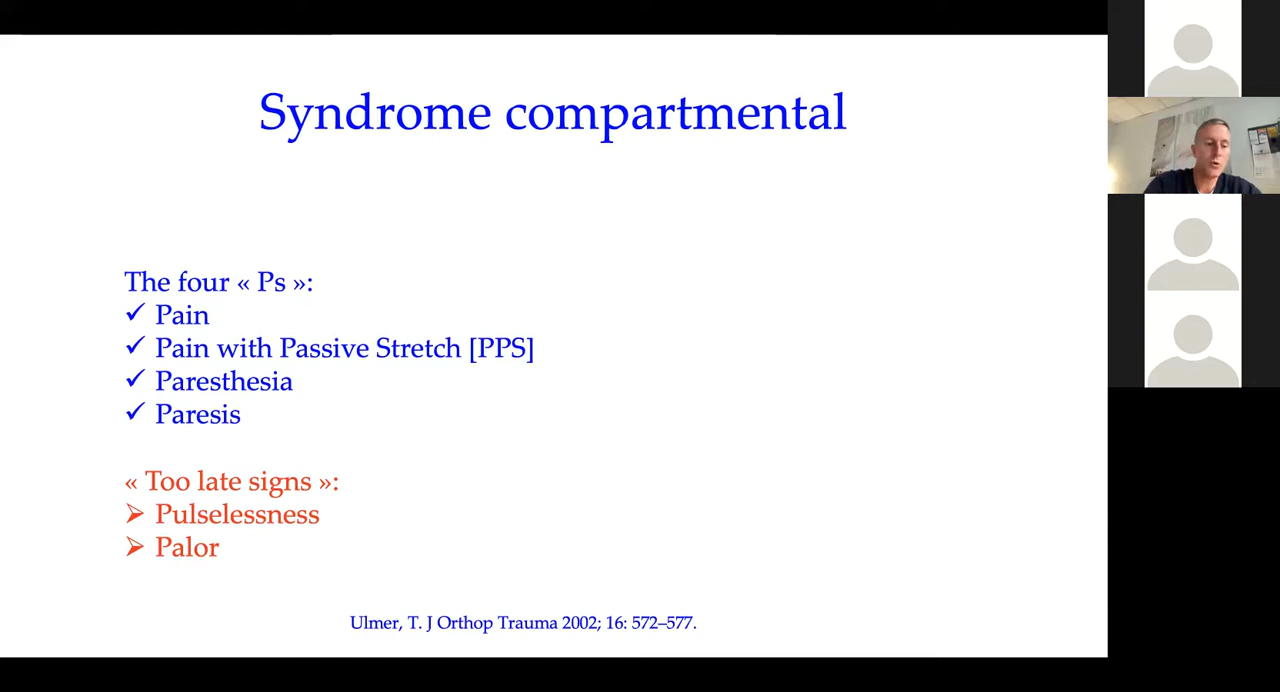 Syndrome compartmental
The four « Ps »:
✓ Pain
✓ Pain with Passive Stretch [PPS]
✓ Paresthesia
✓ Paresis
« Too late signs »:
➢ Pulselessness
➢ Palor
Ulmer, T. J Orthop Trauma 2002; 16: 572–577.